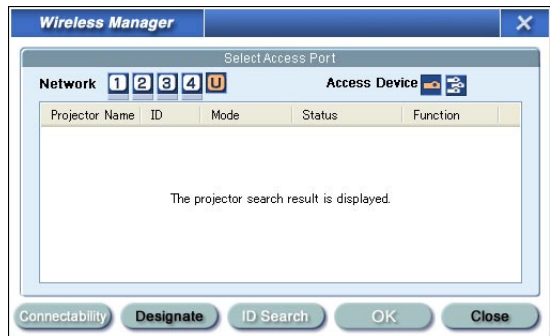 Wireless Manager
Select Access Port
Network 1 2 3 4 U Access Device
Projector Name ID Mode Status Function
The projector search result is displayed.
Connectability Designate ID Search OK Close